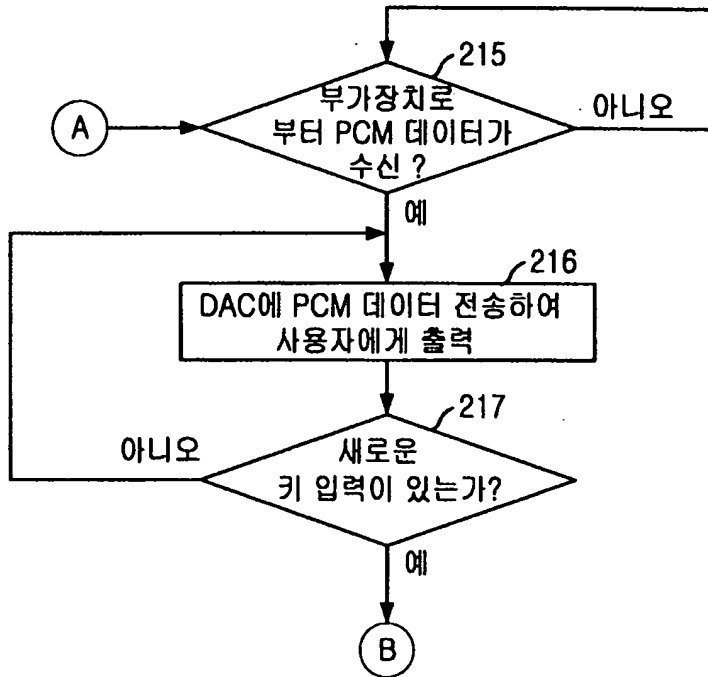 215
부가장치로
부터 PCM 데이터가
수신 ?
아니오
A
예
216
DAC에 PCM 데이터 전송하여
사용자에게 출력
217
아니오
새로운
키 입력이 있는가?
예
B